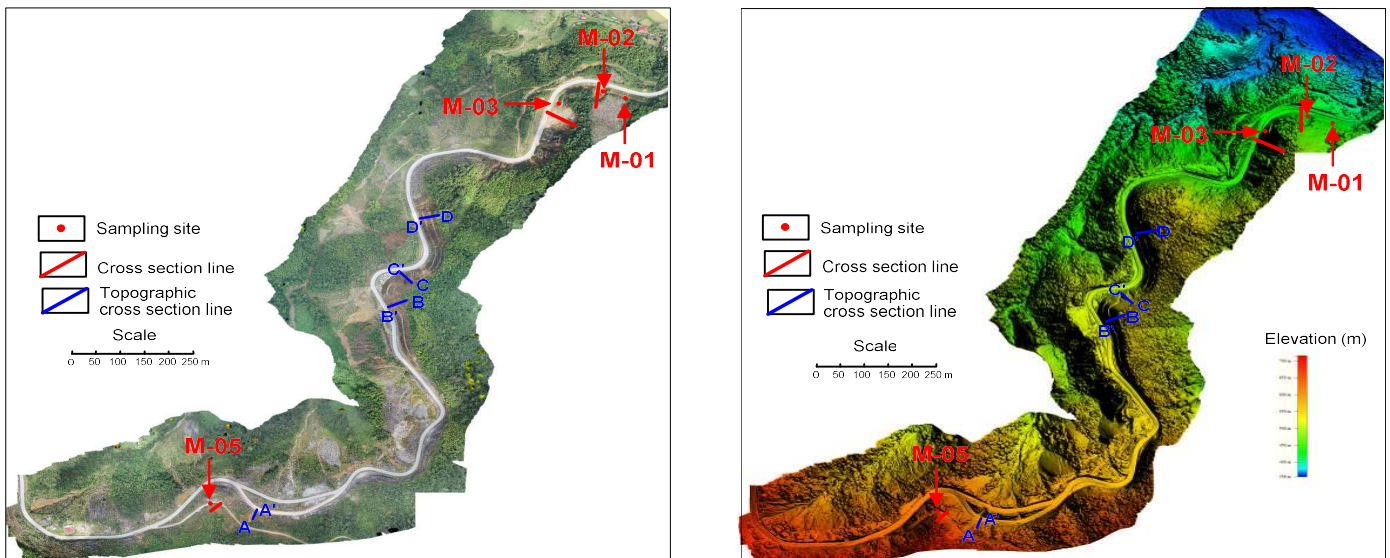 M-02
M-03
M-01
D' D
Sampling site
C'
C
Cross section line
B
Topographic
cross section line
B'
Scale
0 50 100 150 200 250 m
M-05
A A'
M-02
M-03
M-01
Sampling site
D' D
Cross section line
C'
C
Topographic
cross section line
B' B
Elevation (m)
Scale
0 50 100 150 200 250 m
M-05
A A'